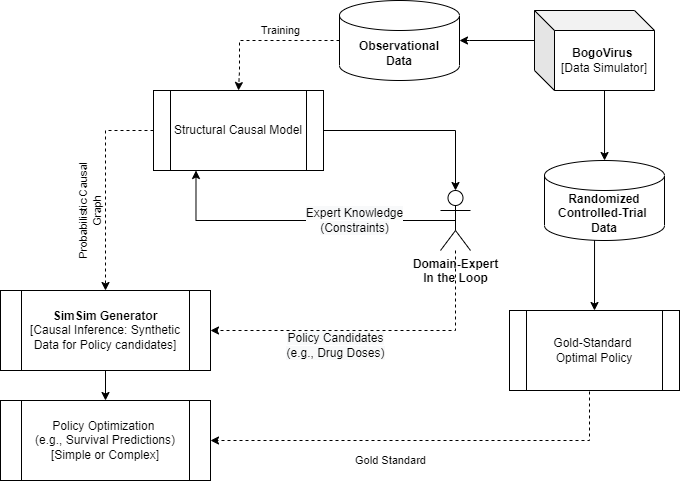 Training
Observational
Data
BogoVirus
[Data Simulator]
Structural Causal Model
Probabilistic Causal
Graph
Expert Knowledge
(Constraints)
Randomized
Controlled-Trial
Data
Domain-Expert
In the Loop
SimSim Generator
[Causal Inference: Synthetic
Data for Policy candidates]
Policy Candidates
(e.g., Drug Doses)
Gold-Standard
Optimal Policy
Policy Optimization
(e.g., Survival Predictions)
[Simple or Complex]
Gold Standard